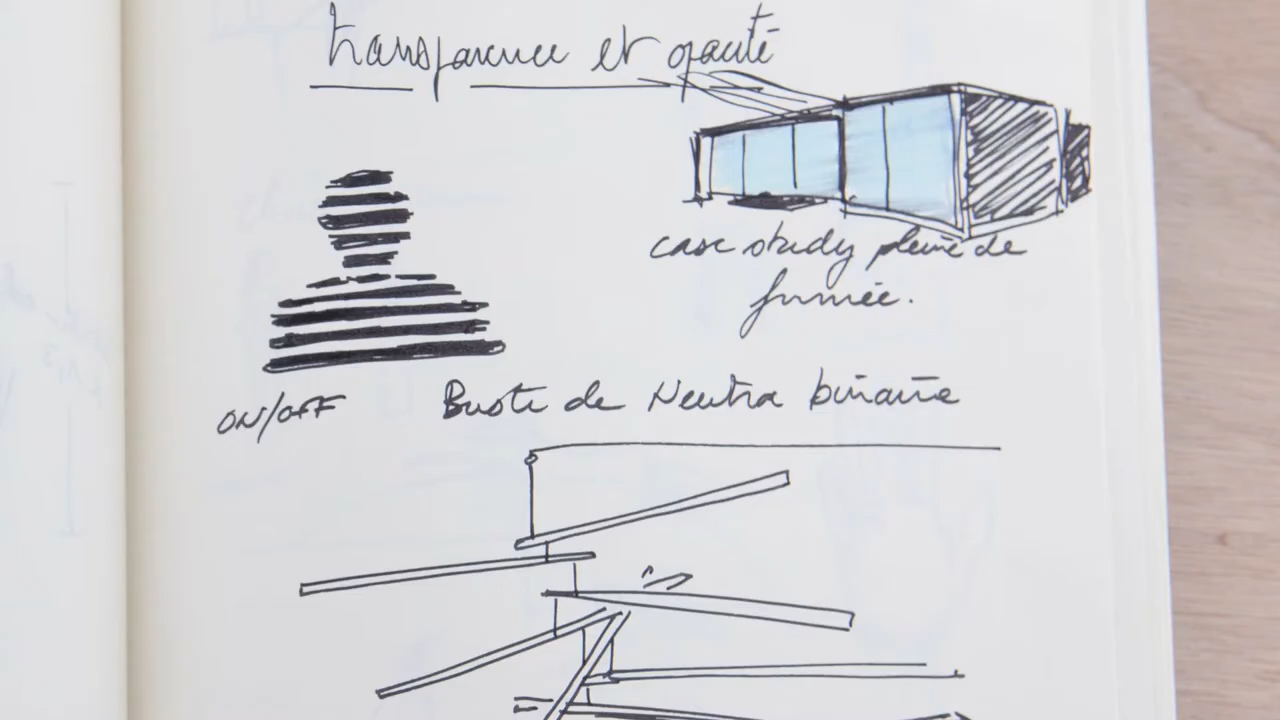 transparence et opacité
case study pleine de
fumée.
ON/OFF
Buste de Neutra binaire